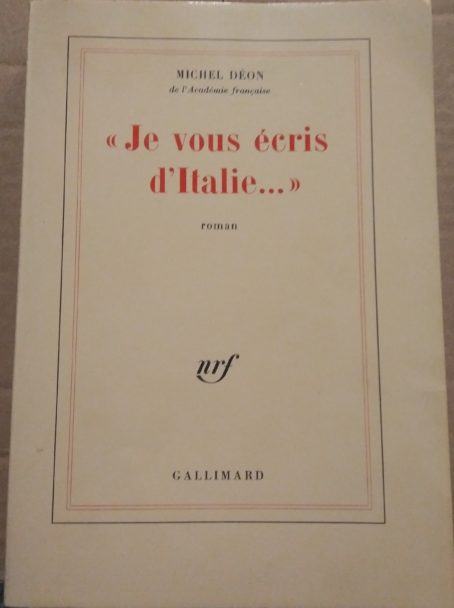 MICHEL DÉON
de l'Académie française
« Je vous écris
d'Italie... »
roman
nrf
GALLIMARD